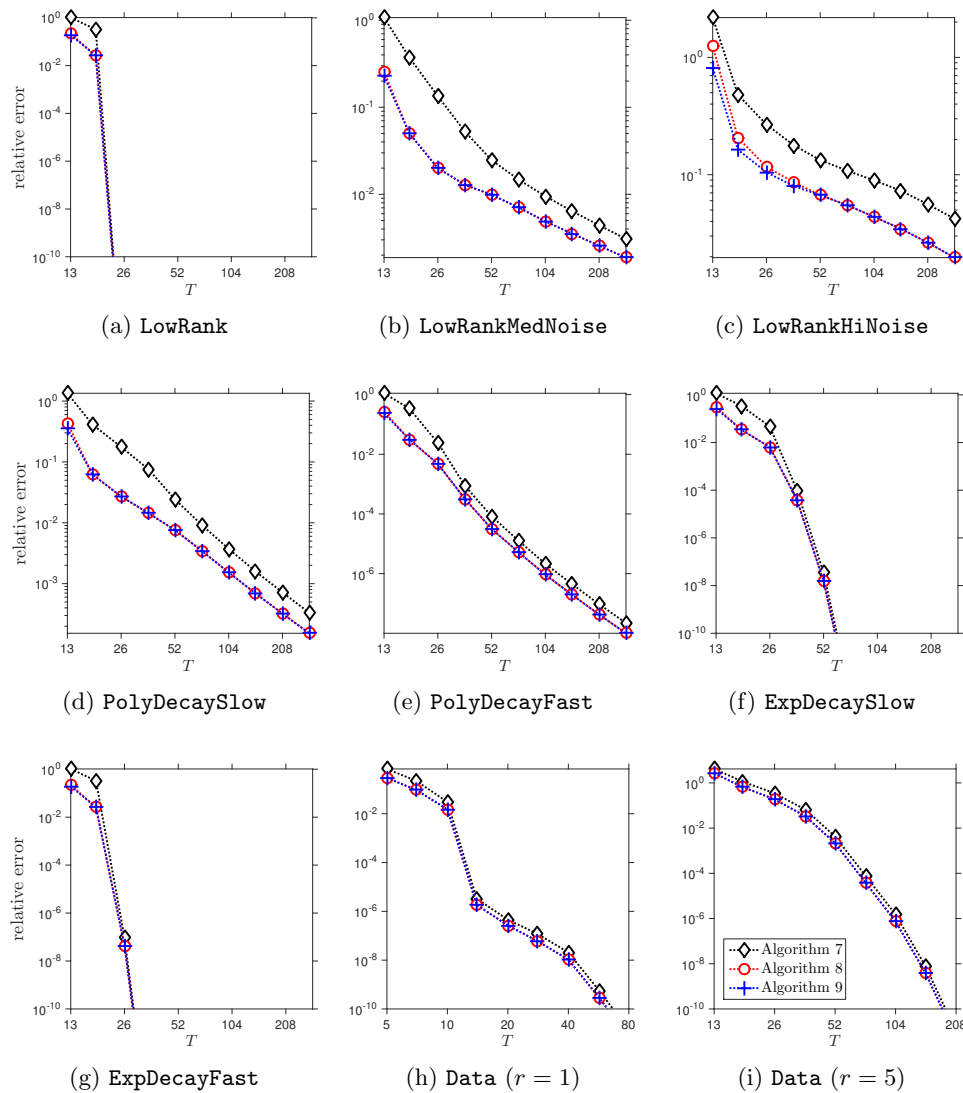 relative error
10^0
10^-2
10^-4
10^-6
10^-8
10^-10
13 26 52 104 208
T
(a) LowRank
10^0
10^-1
10^-2
13 26 52 104 208
T
(b) LowRankMedNoise
10^0
10^-1
13 26 52 104 208
T
(c) LowRankHiNoise
relative error
10^0
10^-1
10^-2
10^-3
13 26 52 104 208
T
(d) PolyDecaySlow
10^0
10^-2
10^-4
10^-6
13 26 52 104 208
T
(e) PolyDecayFast
10^0
10^-2
10^-4
10^-6
10^-8
10^-10
13 26 52 104 208
T
(f) ExpDecaySlow
relative error
10^0
10^-2
10^-4
10^-6
10^-8
10^-10
13 26 52 104 208
T
(g) ExpDecayFast
10^0
10^-2
10^-4
10^-6
10^-8
10^-10
5 10 20 40 80
T
(h) Data (r = 1)
10^0
10^-2
10^-4
10^-6
10^-8
10^-10
Algorithm 7
Algorithm 8
Algorithm 9
13 26 52 104 208
T
(i) Data (r = 5)